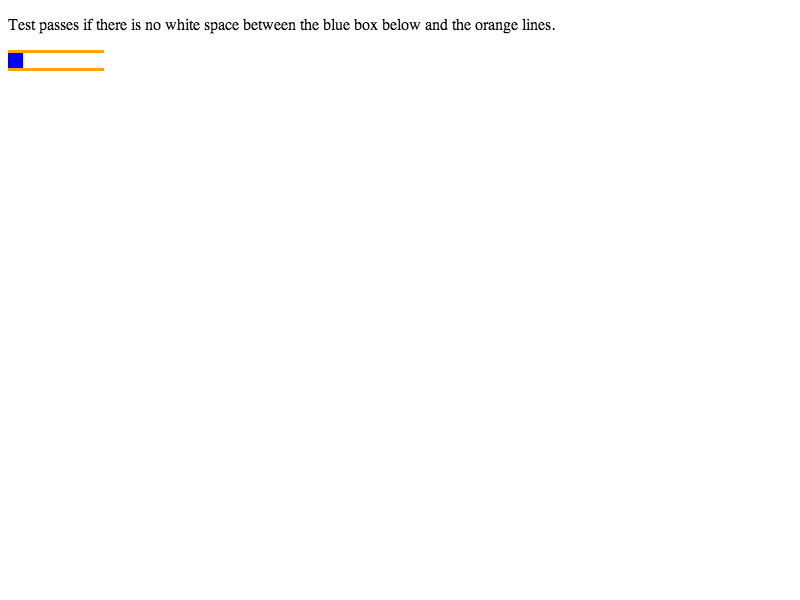 Test passes if there is no white space between the blue box below and the orange lines.